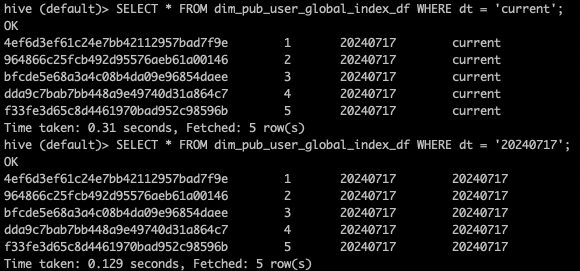 hive (default)> SELECT * FROM dim_pub_user_global_index_df WHERE dt = 'current';
OK
4ef6d3ef61c24e7bb42112957bad7f9e 1 20240717 current
964866c25fcb492d95576aeb61a00146 2 20240717 current
bfcde5e68a3a4c08b4da09e96854daee 3 20240717 current
dda9c7bab7bb448a9e49740d31a864c7 4 20240717 current
f33fe3d65c8d4461970bad952c98596b 5 20240717 current
Time taken: 0.31 seconds, Fetched: 5 row(s)
hive (default)> SELECT * FROM dim_pub_user_global_index_df WHERE dt = '20240717';
OK
4ef6d3ef61c24e7bb42112957bad7f9e 1 20240717 20240717
964866c25fcb492d95576aeb61a00146 2 20240717 20240717
bfcde5e68a3a4c08b4da09e96854daee 3 20240717 20240717
dda9c7bab7bb448a9e49740d31a864c7 4 20240717 20240717
f33fe3d65c8d4461970bad952c98596b 5 20240717 20240717
Time taken: 0.129 seconds, Fetched: 5 row(s)